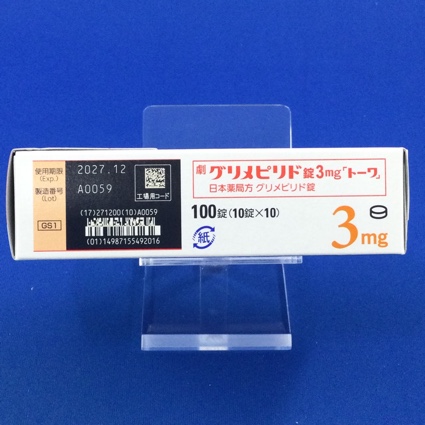 使用期限
(Exp.)
2027.12
製造番号
(Lot)
A0059
工場用コード
GS1
(17)271200(10)A0059
(01)14987155492016
劇 グリメピリド錠3mg「トーワ」
日本薬局方 グリメピリド錠
100錠(10錠×10)
紙
3mg